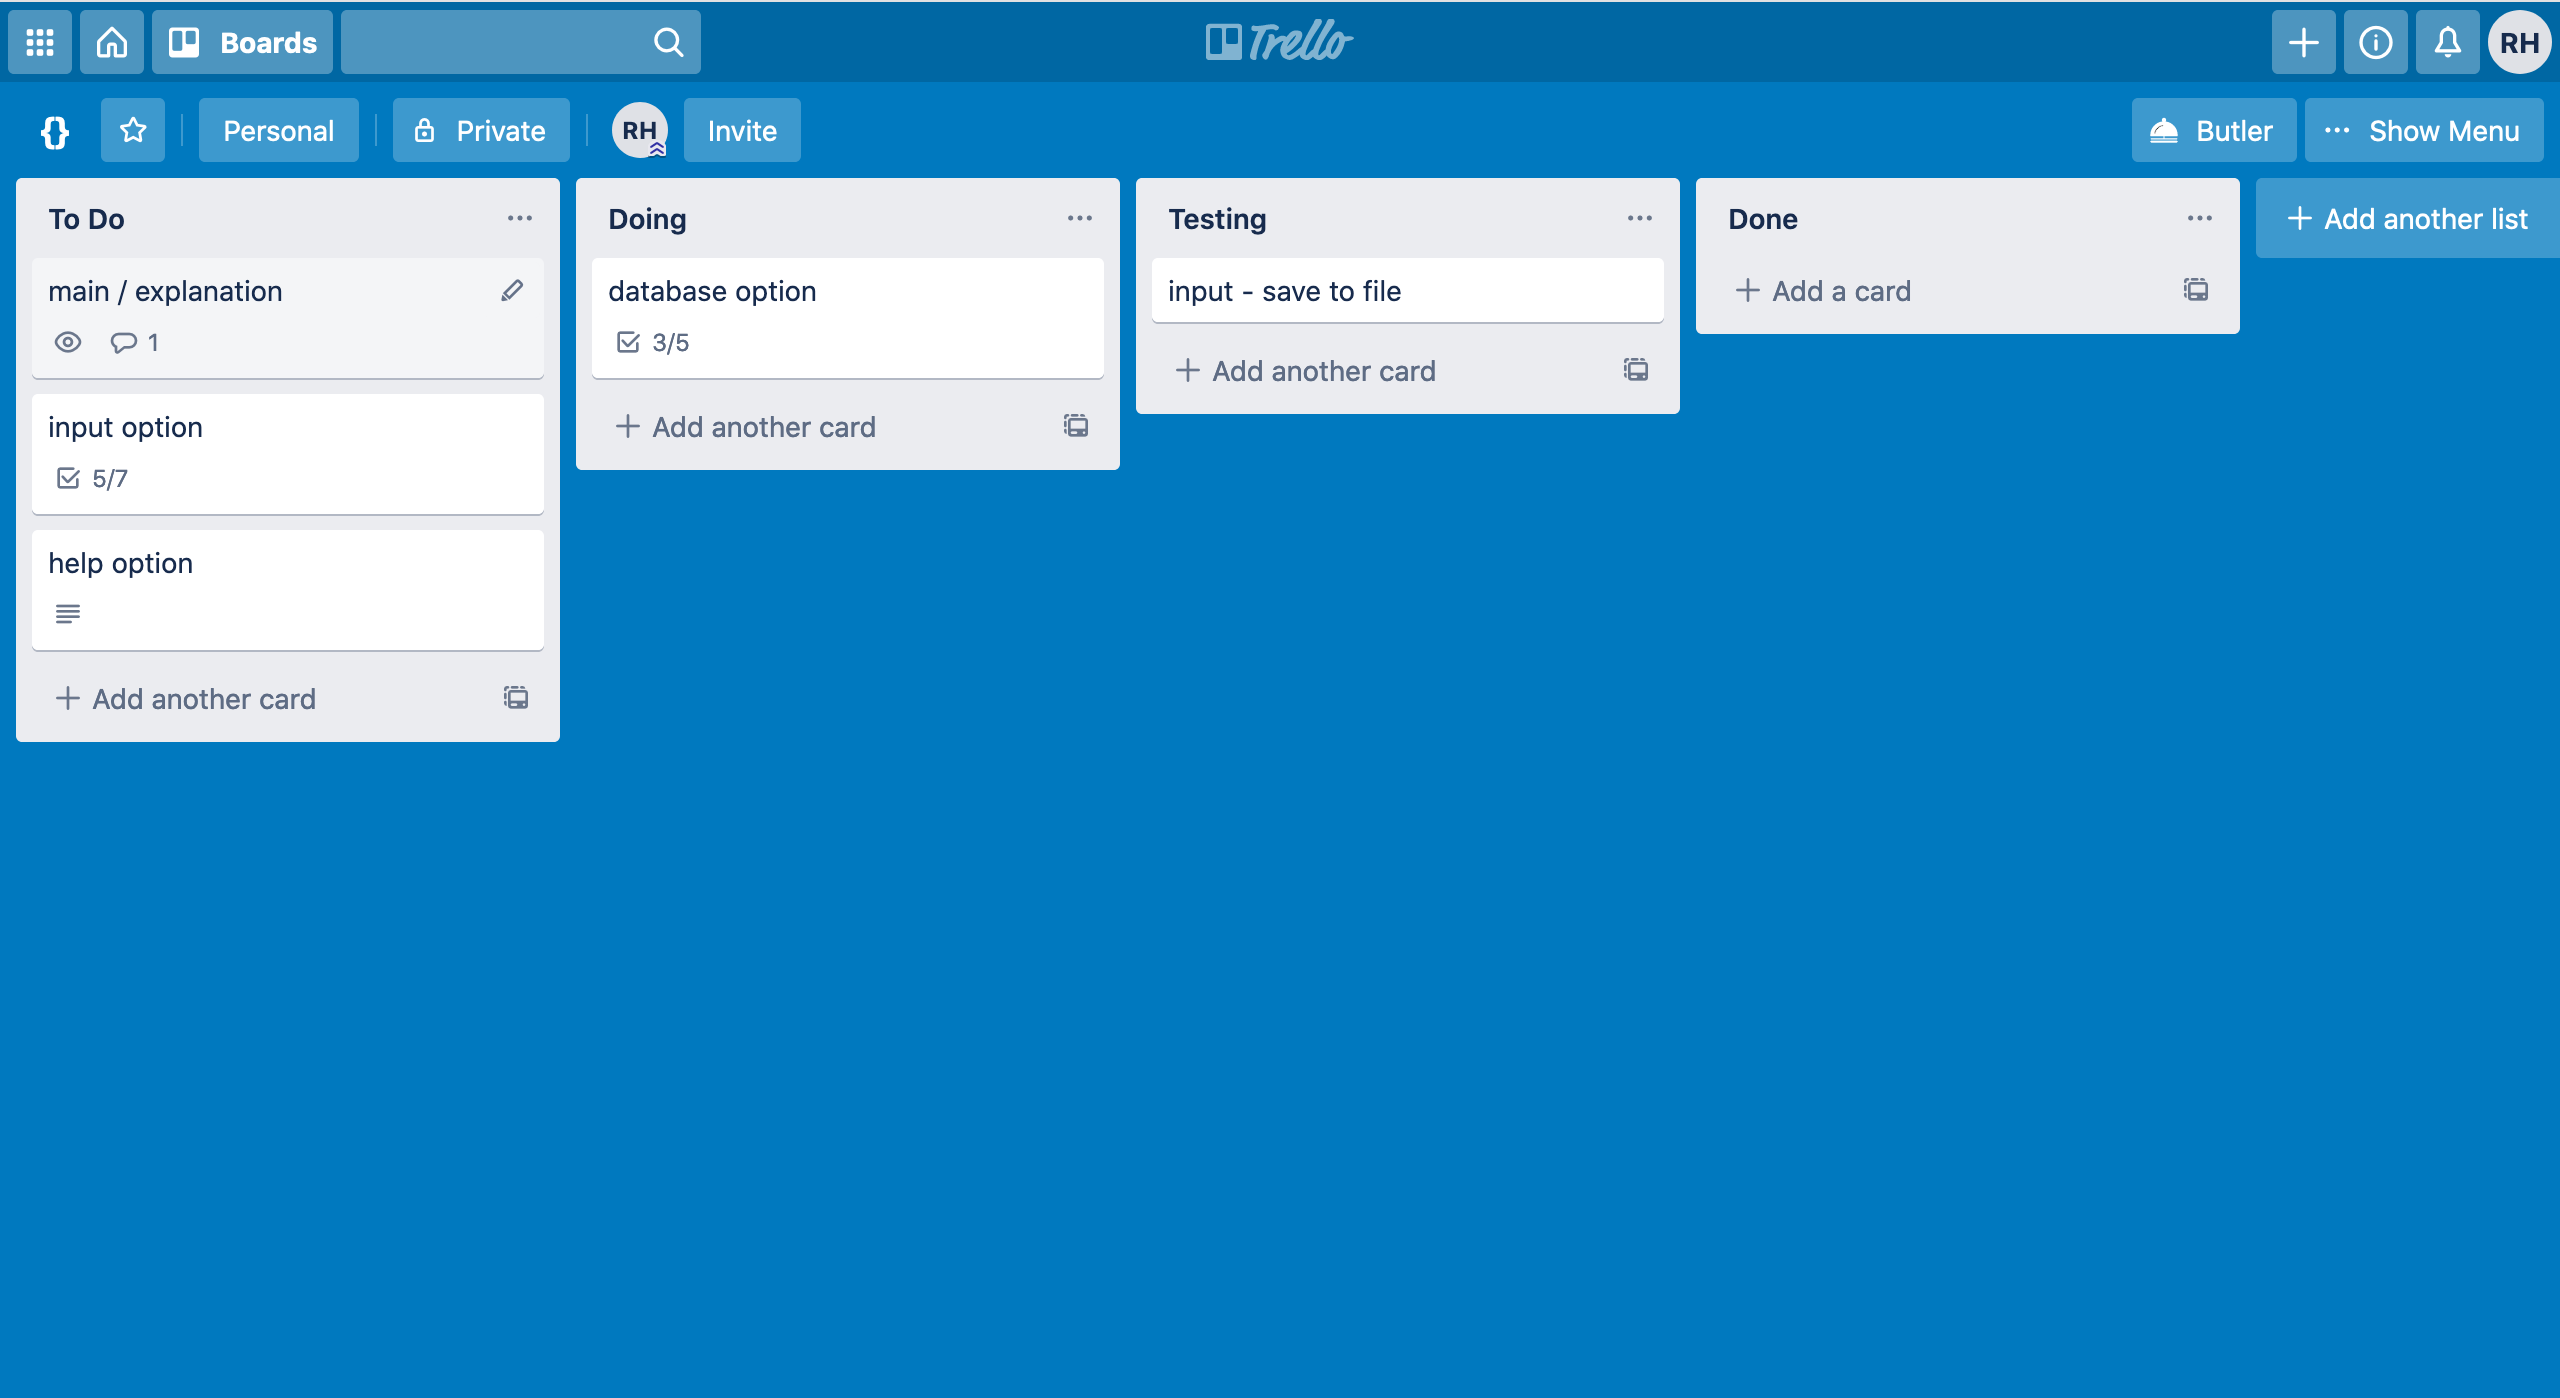 Boards
Trello
RH
{}
Personal
Private
RH
Invite
Butler
Show Menu
To Do
main / explanation
1
input option
5/7
help option
Add another card
Doing
database option
3/5
Add another card
Testing
input - save to file
Add another card
Done
Add a card
Add another list